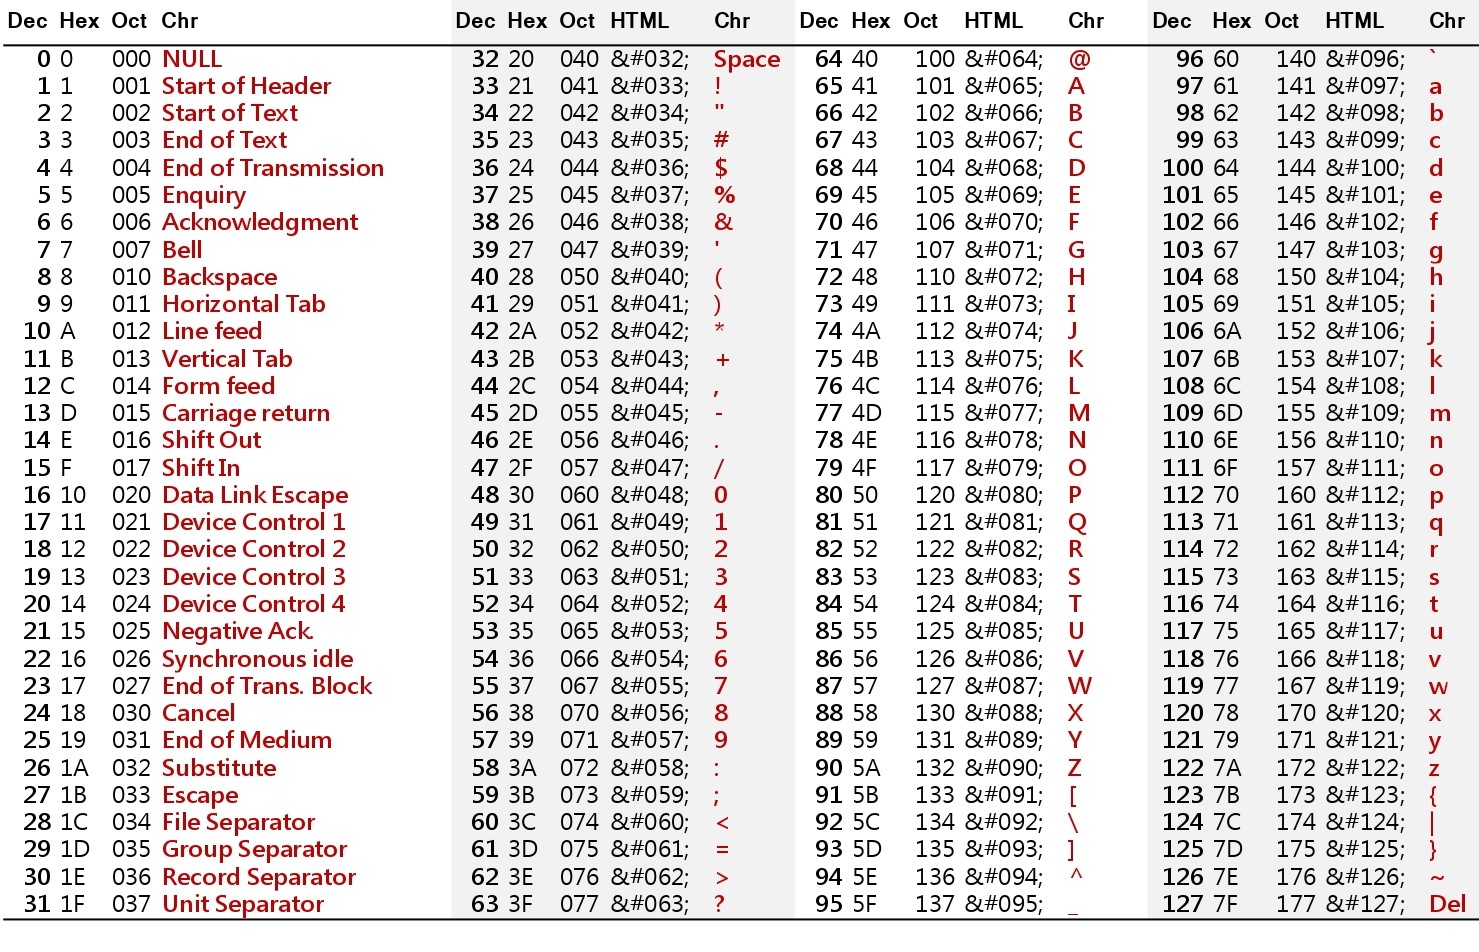 Dec Hex Oct Chr Dec Hex Oct HTML Chr Dec Hex Oct HTML Chr Dec Hex Oct HTML Chr
0 0 000 NULL 32 20 040 &#032; Space 64 40 100 &#064; @ 96 60 140 &#096; `
1 1 001 Start of Header 33 21 041 &#033; ! 65 41 101 &#065; A 97 61 141 &#097; a
2 2 002 Start of Text 34 22 042 &#034; " 66 42 102 &#066; B 98 62 142 &#098; b
3 3 003 End of Text 35 23 043 &#035; # 67 43 103 &#067; C 99 63 143 &#099; c
4 4 004 End of Transmission 36 24 044 &#036; $ 68 44 104 &#068; D 100 64 144 &#100; d
5 5 005 Enquiry 37 25 045 &#037; % 69 45 105 &#069; E 101 65 145 &#101; e
6 6 006 Acknowledgment 38 26 046 &#038; & 70 46 106 &#070; F 102 66 146 &#102; f
7 7 007 Bell 39 27 047 &#039; ' 71 47 107 &#071; G 103 67 147 &#103; g
8 8 010 Backspace 40 28 050 &#040; ( 72 48 110 &#072; H 104 68 150 &#104; h
9 9 011 Horizontal Tab 41 29 051 &#041; ) 73 49 111 &#073; I 105 69 151 &#105; i
10 A 012 Line feed 42 2A 052 &#042; * 74 4A 112 &#074; J 106 6A 152 &#106; j
11 B 013 Vertical Tab 43 2B 053 &#043; + 75 4B 113 &#075; K 107 6B 153 &#107; k
12 C 014 Form feed 44 2C 054 &#044; , 76 4C 114 &#076; L 108 6C 154 &#108; l
13 D 015 Carriage return 45 2D 055 &#045; - 77 4D 115 &#077; M 109 6D 155 &#109; m
14 E 016 Shift Out 46 2E 056 &#046; . 78 4E 116 &#078; N 110 6E 156 &#110; n
15 F 017 Shift In 47 2F 057 &#047; / 79 4F 117 &#079; O 111 6F 157 &#111; o
16 10 020 Data Link Escape 48 30 060 &#048; 0 80 50 120 &#080; P 112 70 160 &#112; p
17 11 021 Device Control 1 49 31 061 &#049; 1 81 51 121 &#081; Q 113 71 161 &#113; q
18 12 022 Device Control 2 50 32 062 &#050; 2 82 52 122 &#082; R 114 72 162 &#114; r
19 13 023 Device Control 3 51 33 063 &#051; 3 83 53 123 &#083; S 115 73 163 &#115; s
20 14 024 Device Control 4 52 34 064 &#052; 4 84 54 124 &#084; T 116 74 164 &#116; t
21 15 025 Negative Ack. 53 35 065 &#053; 5 85 55 125 &#085; U 117 75 165 &#117; u
22 16 026 Synchronous idle 54 36 066 &#054; 6 86 56 126 &#086; V 118 76 166 &#118; v
23 17 027 End of Trans. Block 55 37 067 &#055; 7 87 57 127 &#087; W 119 77 167 &#119; w
24 18 030 Cancel 56 38 070 &#056; 8 88 58 130 &#088; X 120 78 170 &#120; x
25 19 031 End of Medium 57 39 071 &#057; 9 89 59 131 &#089; Y 121 79 171 &#121; y
26 1A 032 Substitute 58 3A 072 &#058; : 90 5A 132 &#090; Z 122 7A 172 &#122; z
27 1B 033 Escape 59 3B 073 &#059; ; 91 5B 133 &#091; [ 123 7B 173 &#123; {
28 1C 034 File Separator 60 3C 074 &#060; < 92 5C 134 &#092; \ 124 7C 174 &#124; |
29 1D 035 Group Separator 61 3D 075 &#061; = 93 5D 135 &#093; ] 125 7D 175 &#125; }
30 1E 036 Record Separator 62 3E 076 &#062; > 94 5E 136 &#094; ^ 126 7E 176 &#126; ~
31 1F 037 Unit Separator 63 3F 077 &#063; ? 95 5F 137 &#095; _ 127 7F 177 &#127; Del